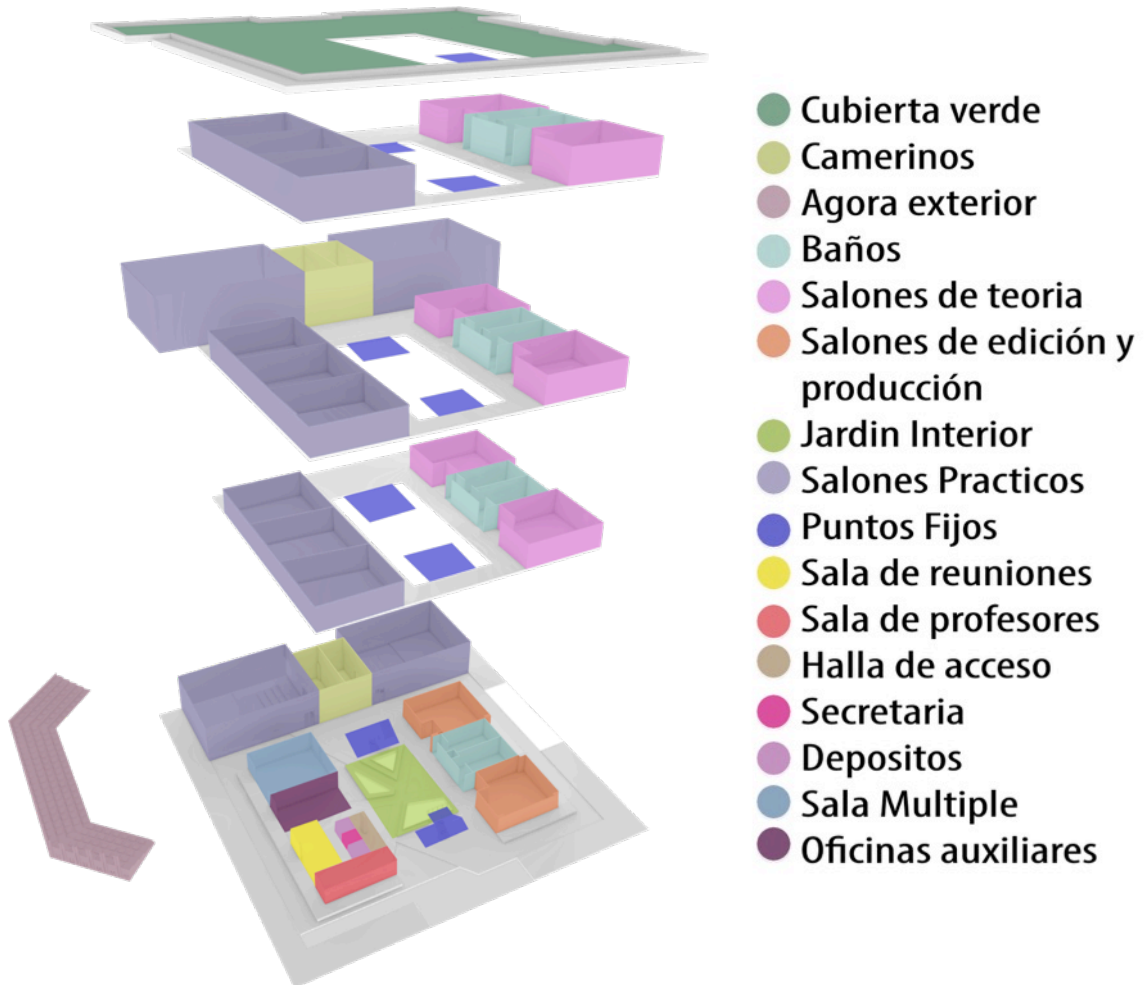 Cubierta verde
Camerinos
Agora exterior
Baños
Salones de teoria
Salones de edición y
producción
Jardin Interior
Salones Practicos
Puntos Fijos
Sala de reuniones
Sala de profesores
Halla de acceso
Secretaria
Depositos
Sala Multiple
Oficinas auxiliares